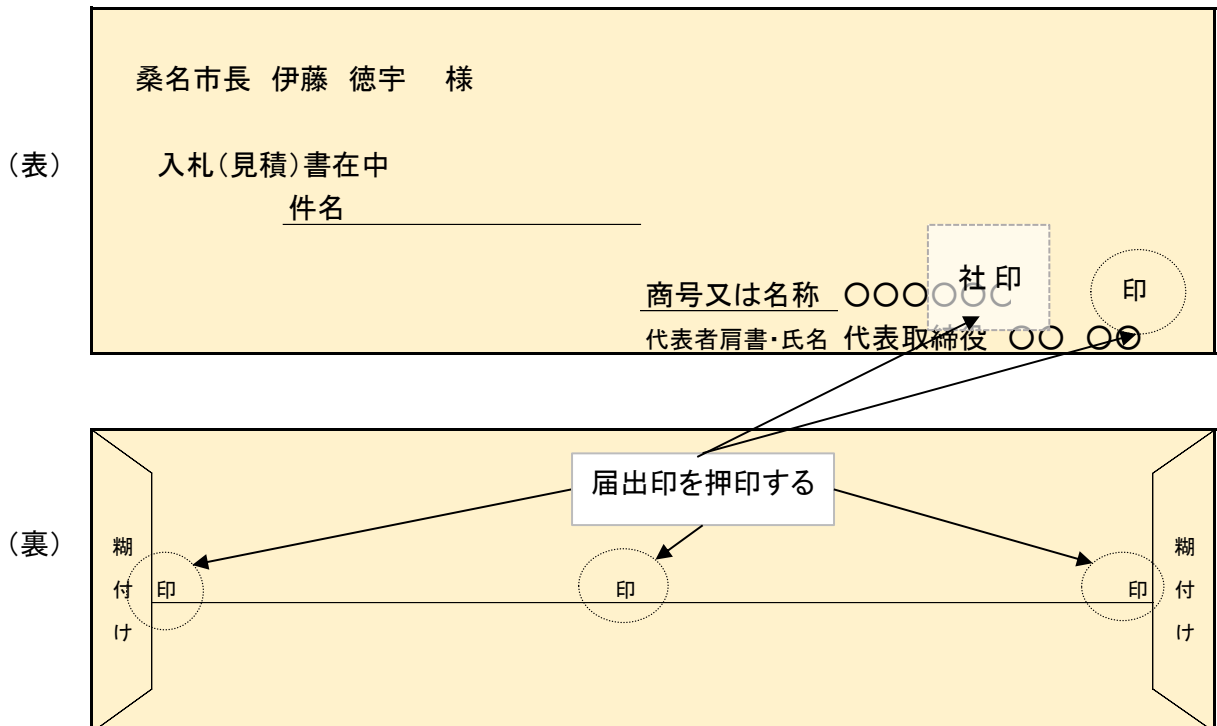 桑名市長 伊藤 徳宇 様
(表)
入札(見積)書在中
件名
社印
印
商号又は名称 〇〇〇〇〇〇
代表者肩書・氏名 代表取締役 〇〇 〇〇
届出印を押印する
(裏)
糊付け
印
印
印
糊付け